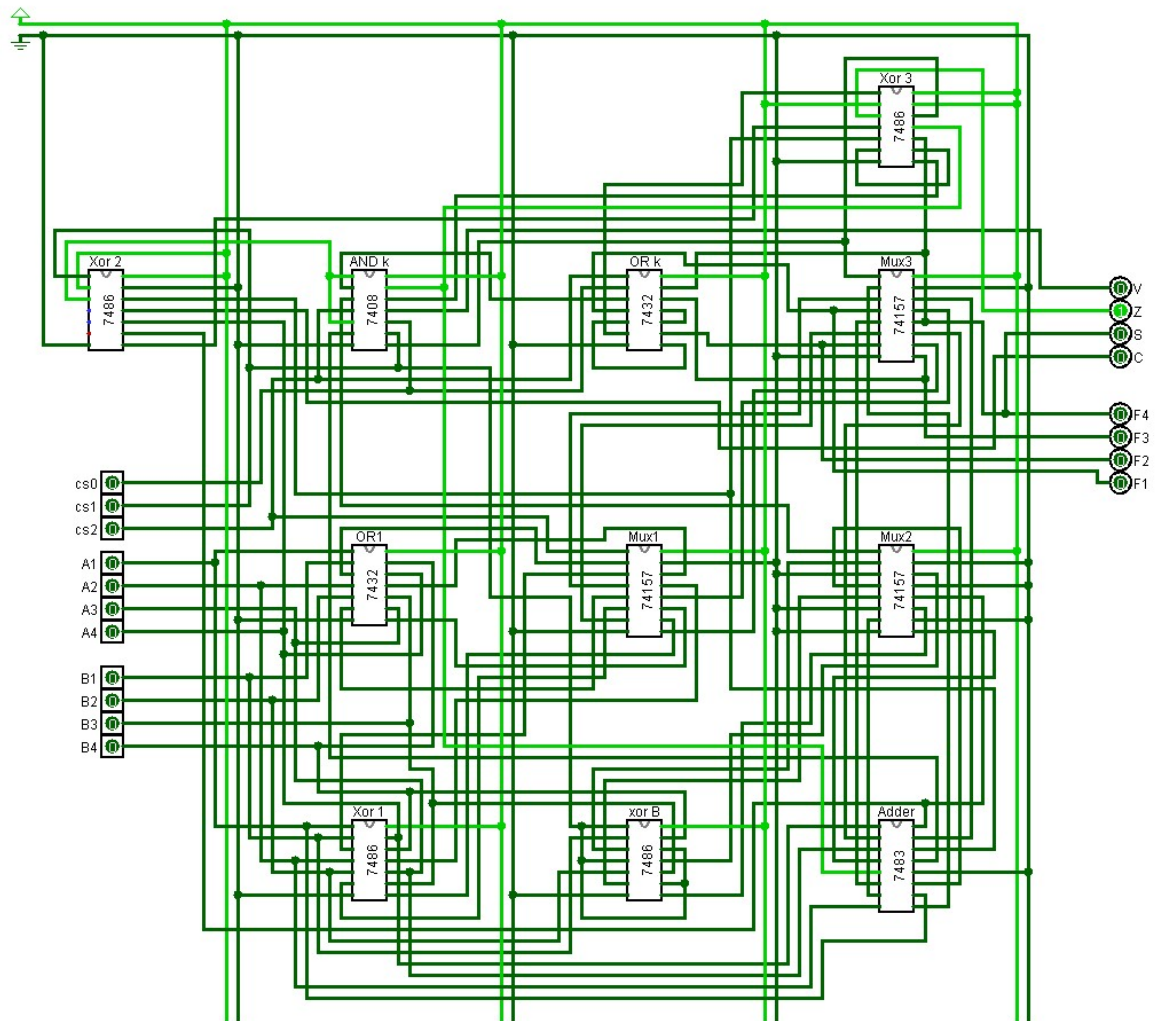 Xor 3
7486
Xor 2
7486
AND k
7408
OR k
7432
Mux3
74157
V
Z
S
C
F4
F3
F2
F1
cs0
cs1
cs2
A1
A2
A3
A4
B1
B2
B3
B4
OR1
7432
Mux1
74157
Mux2
74157
Xor 1
7486
xor B
7486
Adder
7483